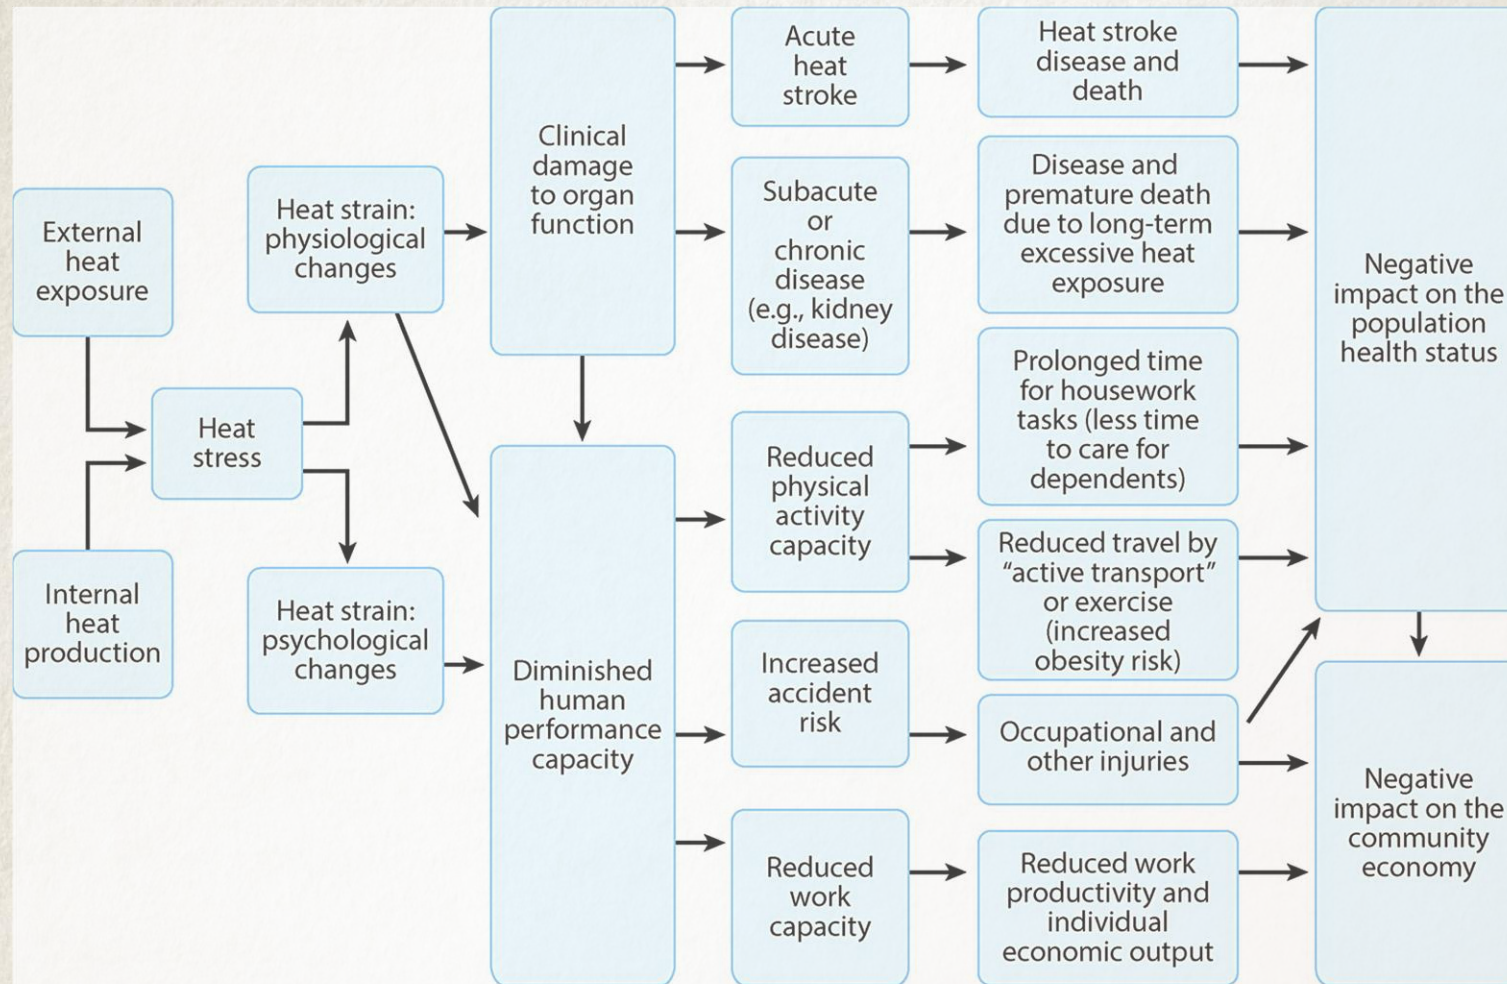 External
heat
exposure
Internal
heat
production
Heat
stress
Heat strain:
physiological
changes
Heat strain:
psychological
changes
Clinical
damage
to organ
function
Diminished
human
performance
capacity
Acute
heat
stroke
Subacute
or
chronic
disease
(e.g., kidney
disease)
Reduced
physical
activity
capacity
Increased
accident
risk
Reduced
work
capacity
Heat stroke
disease and
death
Disease and
premature death
due to long-term
excessive heat
exposure
Prolonged time
for housework
tasks (less time
to care for
dependents)
Reduced travel by
“active transport”
or exercise
(increased
obesity risk)
Occupational and
other injuries
Reduced work
productivity and
individual
economic output
Negative
impact on the
population
health status
Negative
impact on the
community
economy